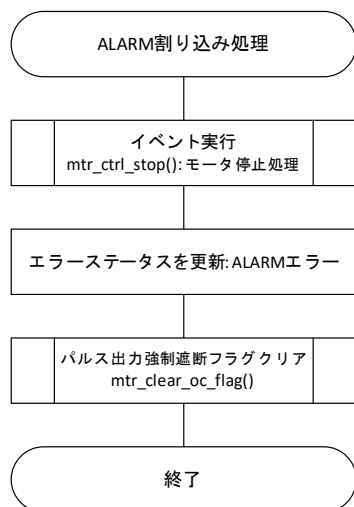 ALARM割り込み処理
イベント実行
mtr_ctrl_stop(): モータ停止処理
エラーステータスを更新: ALARMエラー
パルス出力強制遮断フラグクリア
mtr_clear_oc_flag()
終了